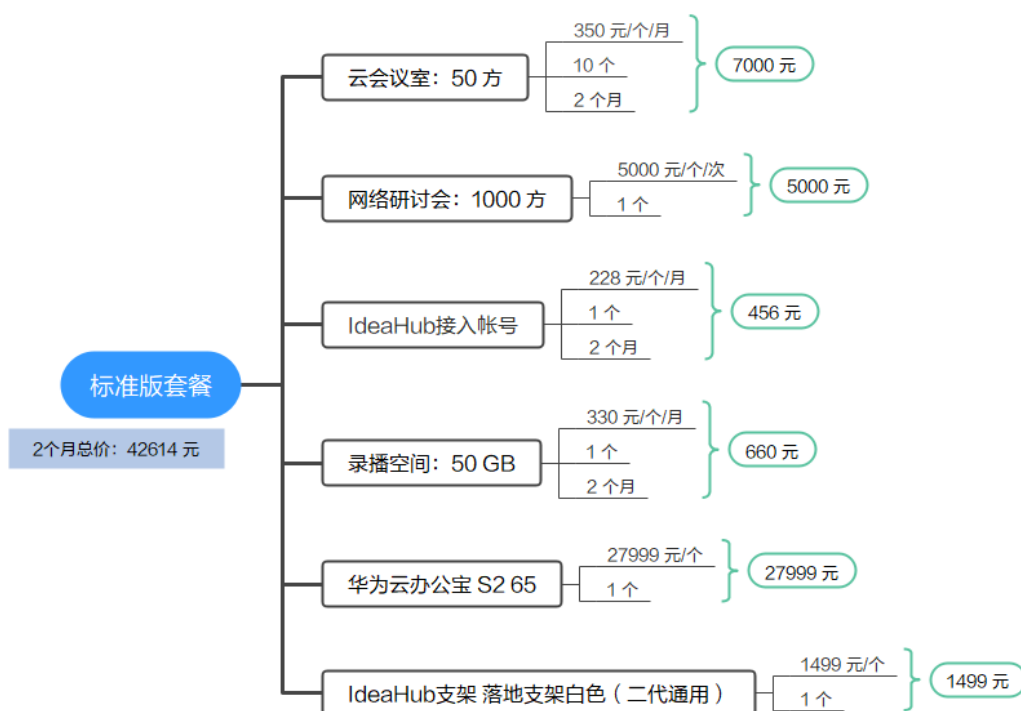 标准版套餐
2个月总价：42614 元
云会议室：50 方
350 元/个/月
10 个
2 个月
7000 元
网络研讨会：1000 方
5000 元/个/次
1 个
5000 元
IdeaHub接入帐号
228 元/个/月
1 个
2 个月
456 元
录播空间：50 GB
330 元/个/月
1 个
2 个月
660 元
华为云办公宝 S2 65
27999 元/个
1 个
27999 元
IdeaHub支架 落地支架白色（二代通用）
1499 元/个
1 个
1499 元